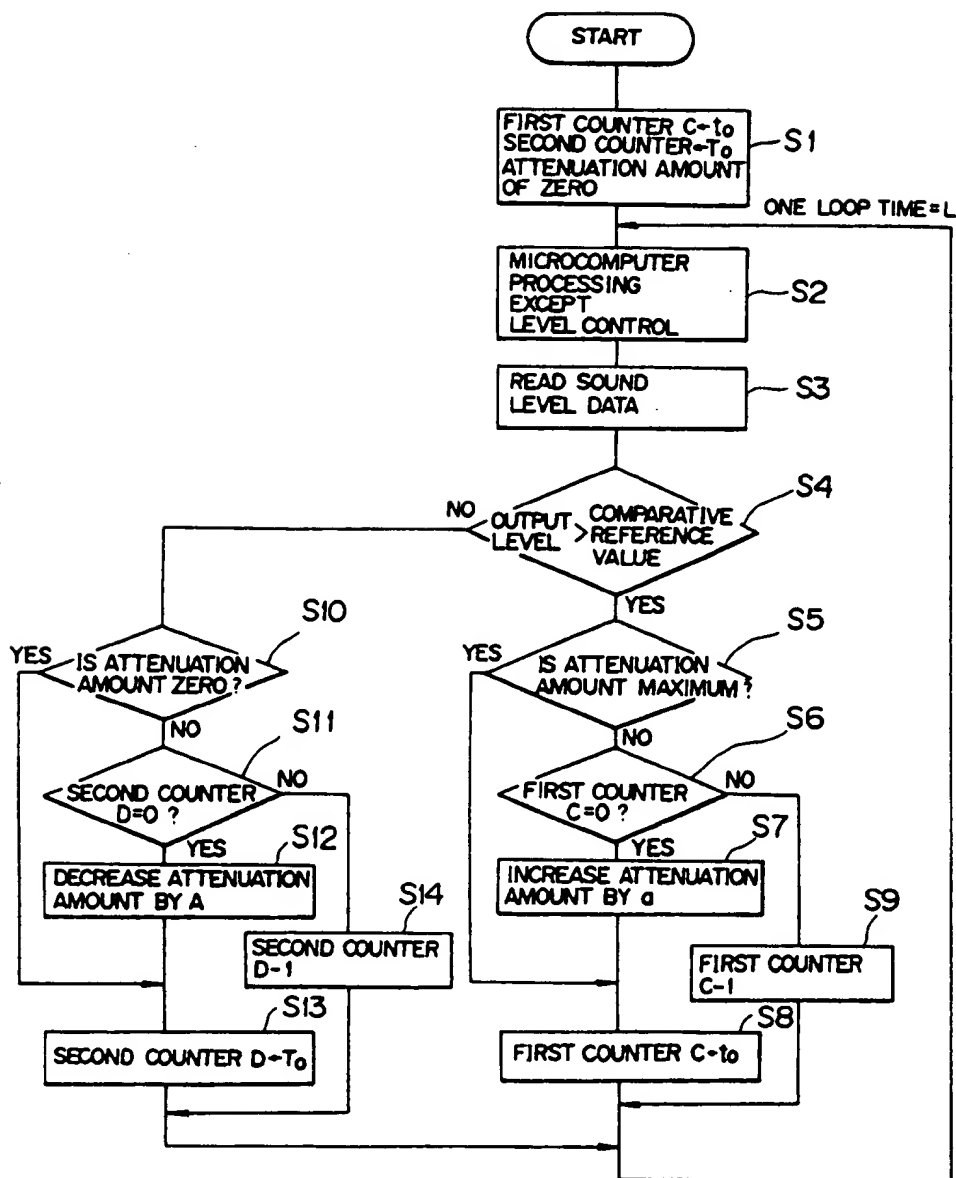 START
FIRST COUNTER C←to
SECOND COUNTER←To
ATTENUATION AMOUNT
OF ZERO
S1
ONE LOOP TIME=L
MICROCOMPUTER
PROCESSING
EXCEPT
LEVEL CONTROL
S2
READ SOUND
LEVEL DATA
S3
S4
NO
OUTPUT
LEVEL
>
COMPARATIVE
REFERENCE
VALUE
YES
S10
YES
IS ATTENUATION
AMOUNT ZERO?
NO
S5
YES
IS ATTENUATION
AMOUNT MAXIMUM?
NO
S11
SECOND COUNTER
D=0 ?
NO
YES
S6
FIRST COUNTER
C=0 ?
NO
YES
S12
DECREASE ATTENUATION
AMOUNT BY A
S7
INCREASE ATTENUATION
AMOUNT BY a
S14
SECOND COUNTER
D-1
S9
FIRST COUNTER
C-1
S13
SECOND COUNTER D←To
S8
FIRST COUNTER C←to